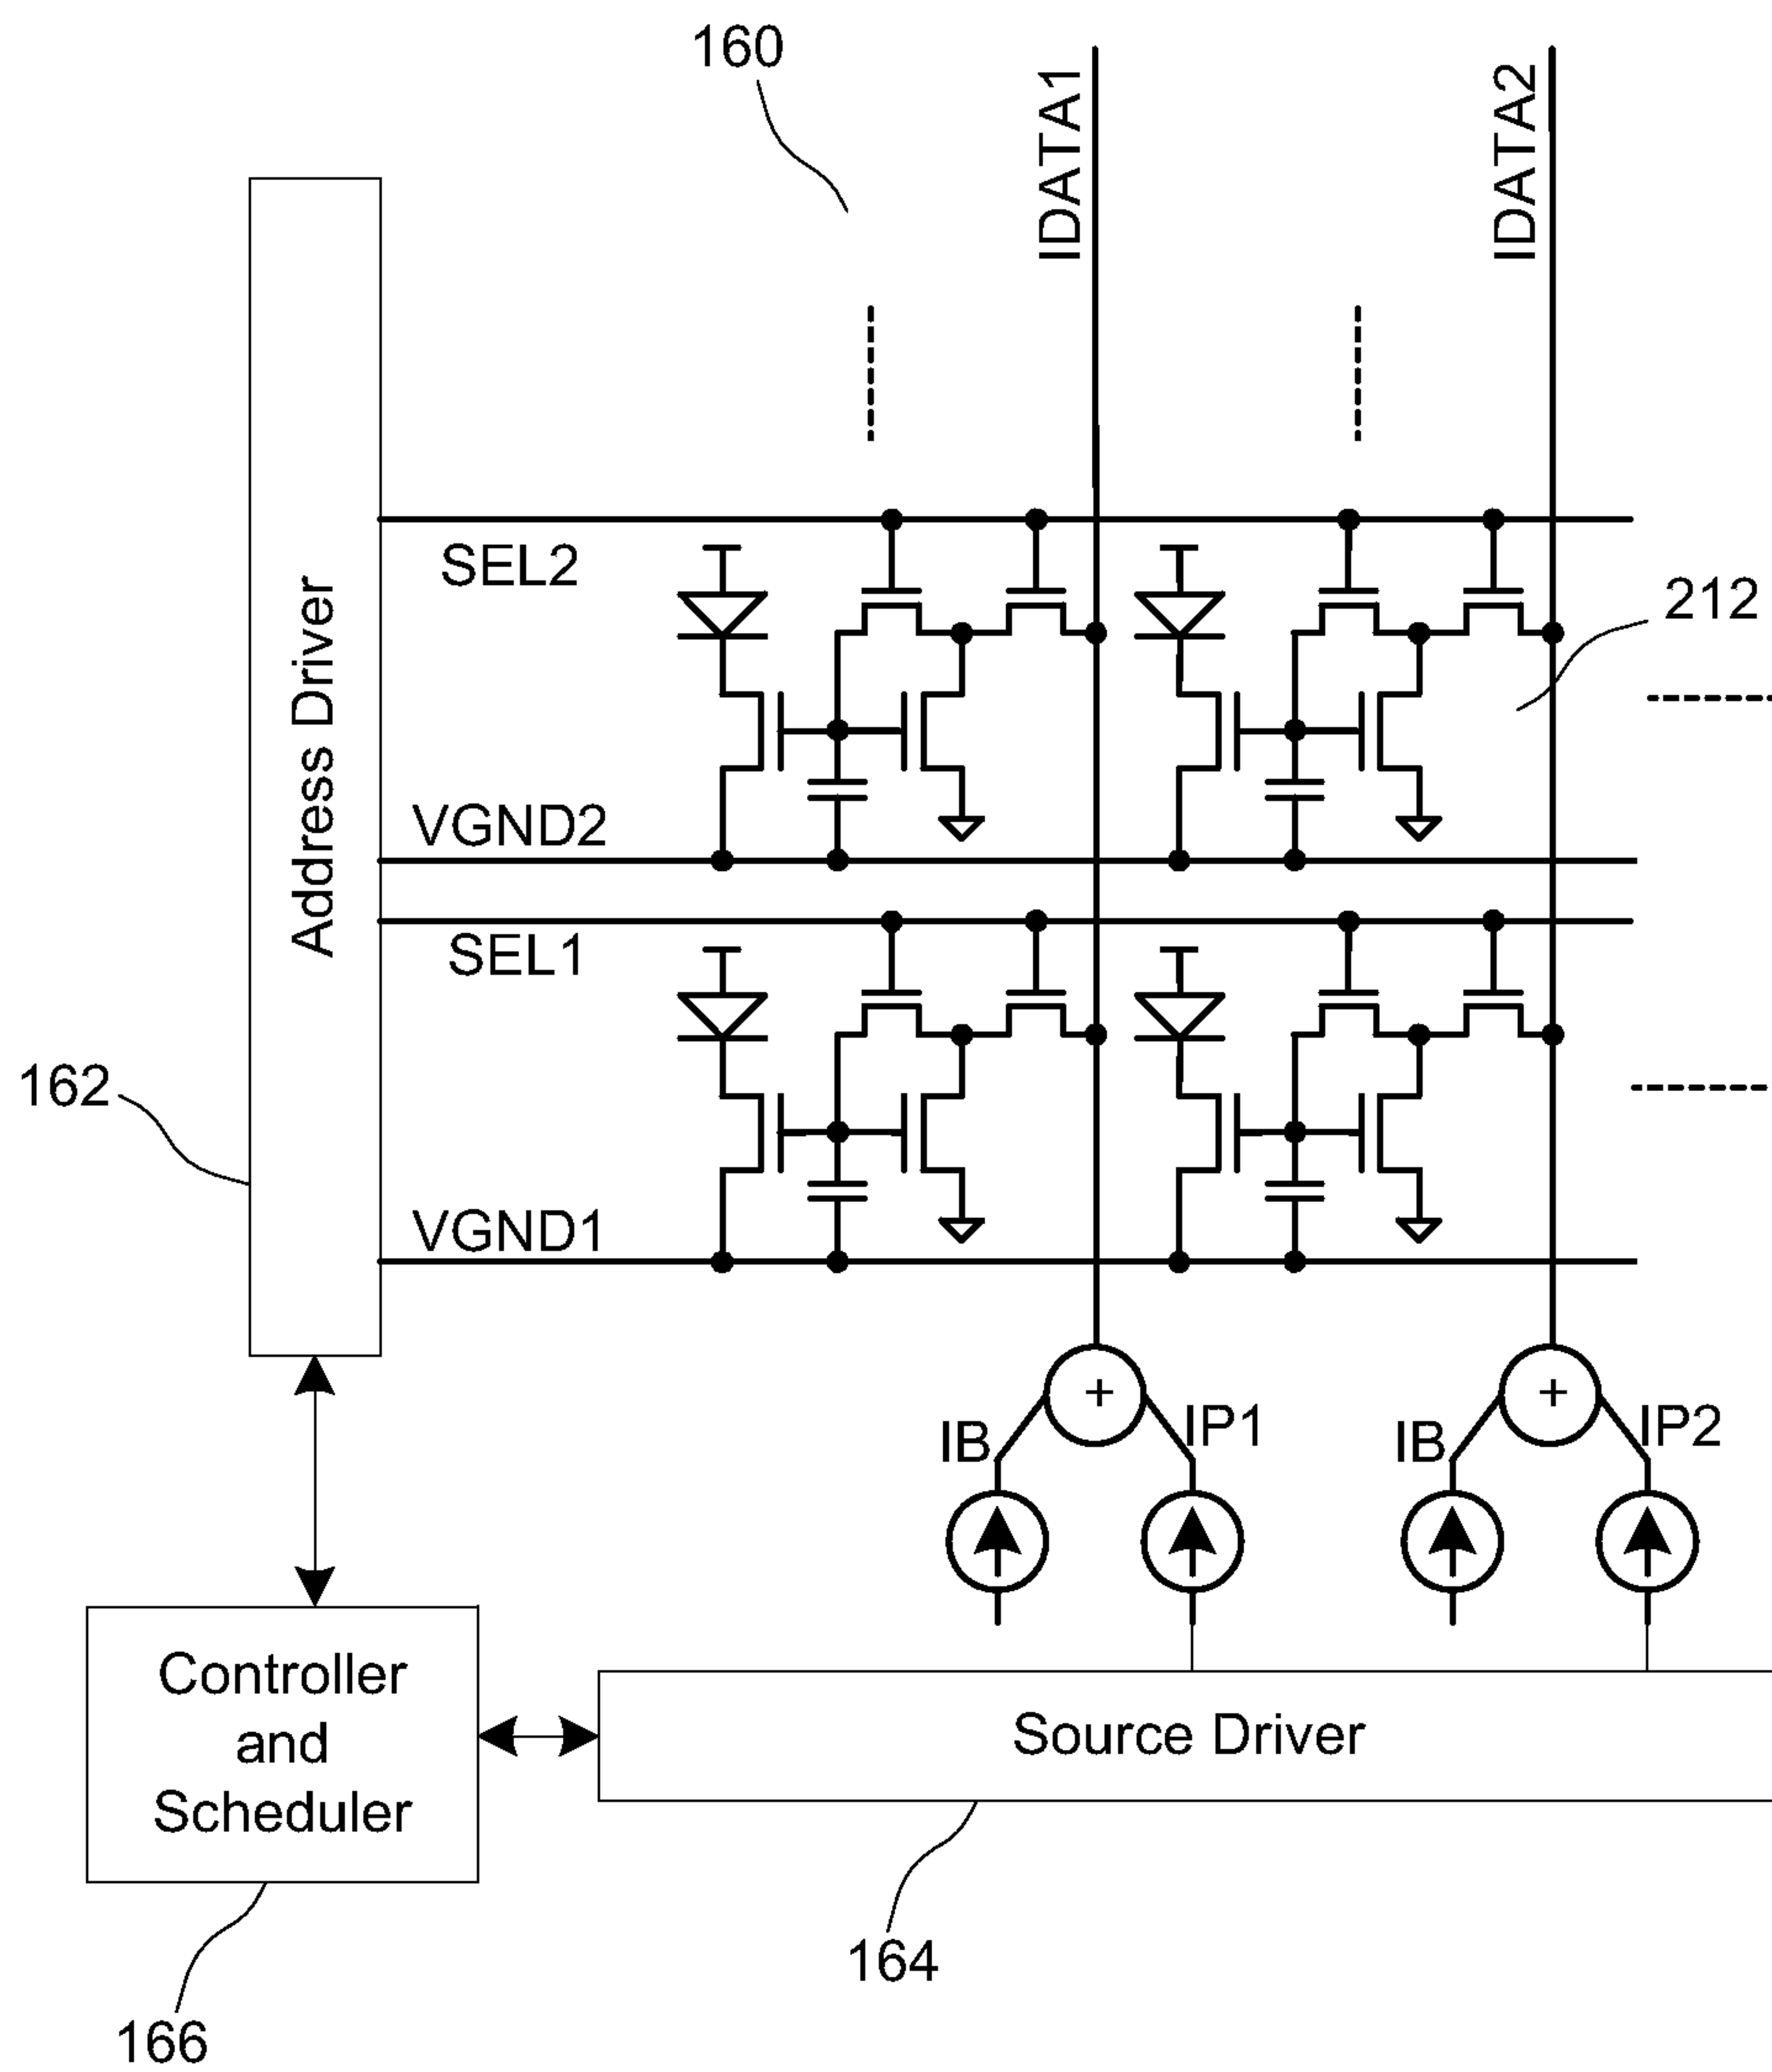 160
IDATA1
IDATA2
SEL2
212
Address Driver
VGND2
SEL1
162
VGND1
+
+
IB
IP1
IB
IP2
Controller
and
Scheduler
Source Driver
164
166